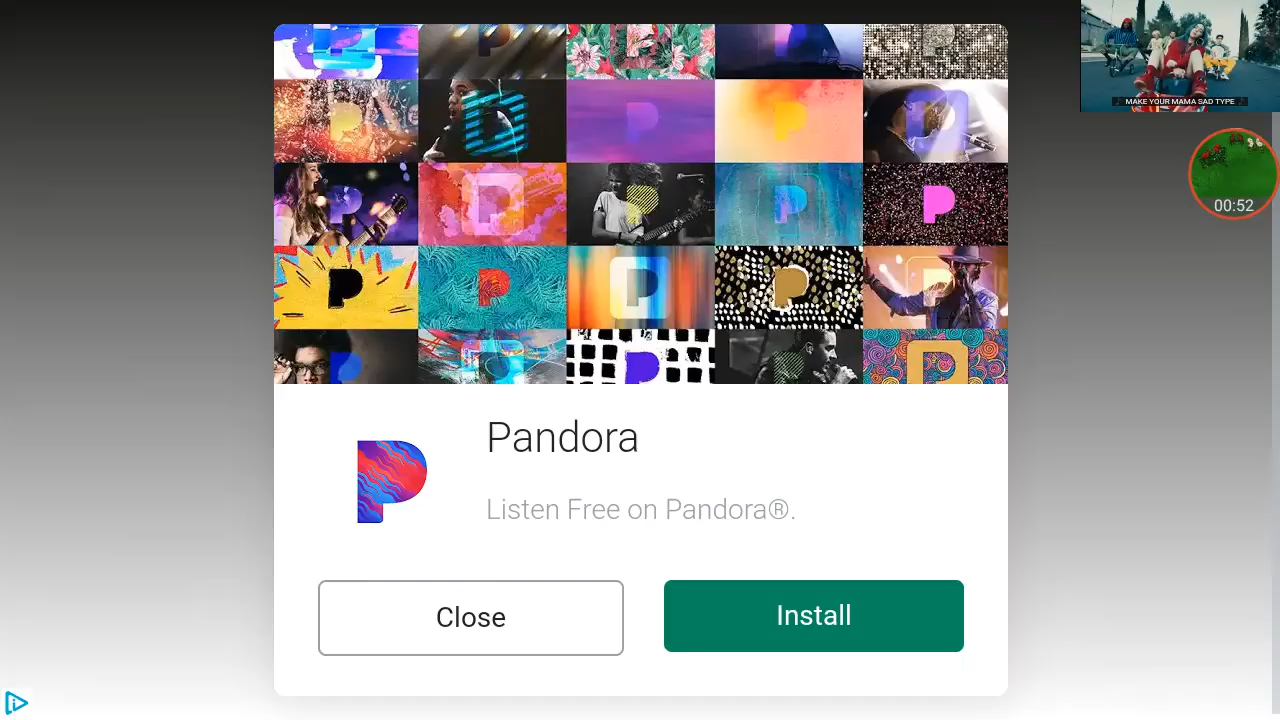 MAKE YOUR MAMA SAD TYPE
00:52
Pandora
Listen Free on Pandora®.
Close
Install